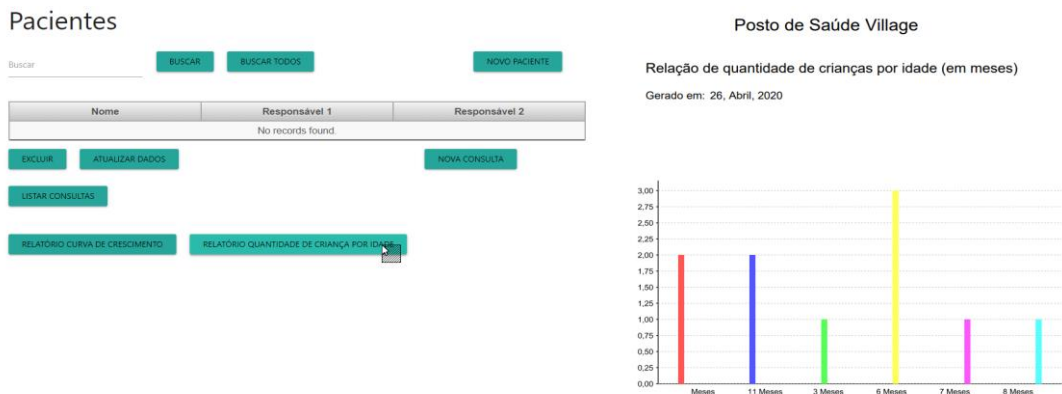 Pacientes
Buscar
BUSCAR
BUSCAR TODOS
NOVO PACIENTE
Nome
Responsável 1
Responsável 2
No records found.
EXCLUIR
ATUALIZAR DADOS
NOVA CONSULTA
LISTAR CONSULTAS
RELATÓRIO CURVA DE CRESCIMENTO
RELATÓRIO QUANTIDADE DE CRIANÇA POR IDADE
Posto de Saúde Village
Relação de quantidade de crianças por idade (em meses)
Gerado em: 26, Abril, 2020
3,00
2,75
2,50
2,25
2,00
1,75
1,50
1,25
1,00
0,75
0,50
0,25
0,00
Meses 11 Meses 3 Meses 6 Meses 7 Meses 8 Meses